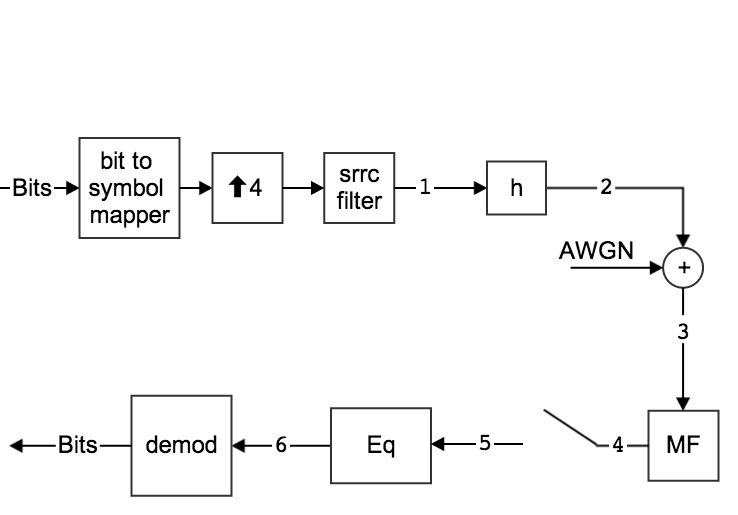 Bits
bit to
symbol
mapper
⬆4
srrc
filter
1
h
2
AWGN
+
3
MF
4
5
Eq
6
demod
Bits